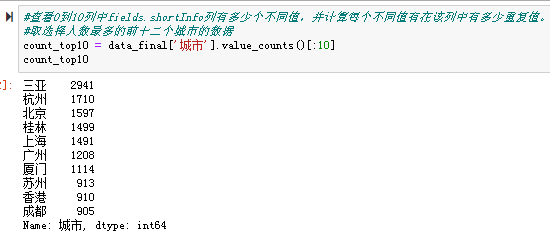 #查看0到10列中fields.shortInfo列有多少个不同值，并计算每个不同值有在该列中有多少重复值。
#取选择人数最多的前十二个城市的数据
count_top10 = data_final['城市'].value_counts()[:10]
count_top10
三亚 2941
杭州 1710
北京 1597
桂林 1499
上海 1491
广州 1208
厦门 1114
苏州 913
香港 910
成都 905
Name: 城市, dtype: int64